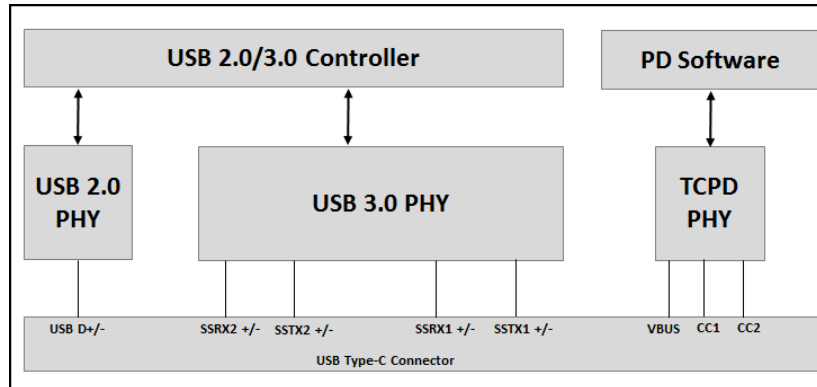 USB 2.0/3.0 Controller
PD Software
USB 2.0
PHY
USB 3.0 PHY
TCPD
PHY
USB D+/-
SSRX2 +/-
SSTX2 +/-
SSRX1 +/-
SSTX1 +/-
VBUS
CC1
CC2
USB Type-C Connector